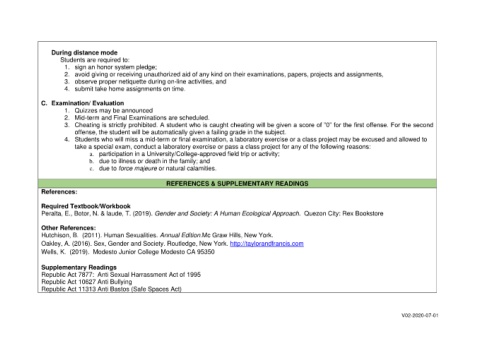 During distance mode
Students are required to:
1. sign an honor system pledge;
2. avoid giving or receiving unauthorized aid of any kind on their examinations, papers, projects and assignments,
3. observe proper netiquette during on-line activities, and
4. submit take home assignments on time.
C. Examination/ Evaluation
1. Quizzes may be announced
2. Mid-term and Final Examinations are scheduled.
3. Cheating is strictly prohibited. A student who is caught cheating will be given a score of "0" for the first offense. For the second
offense, the student will be automatically given a failing grade in the subject.
4. Students who will miss a mid-term or final examination, a laboratory exercise or a class project may be excused and allowed to
take a special exam, conduct a laboratory exercise or pass a class project for any of the following reasons:
a. participation in a University/College-approved field trip or activity;
b. due to illness or death in the family; and
c. due to force majeure or natural calamities.
REFERENCES & SUPPLEMENTARY READINGS
References:
Required Textbook/Workbook
Peralta, E., Botor, N. & laude, T. (2019). Gender and Society: A Human Ecological Approach. Quezon City: Rex Bookstore
Other References:
Hutchison, B. (2011). Human Sexualities. Annual Edition Mc Graw Hills, New York.
Oakley, A. (2016). Sex, Gender and Society. Routledge, New York. http://taylorandfrancis.com
Wells, K. (2019). Modesto Junior College Modesto CA 95350
Supplementary Readings
Republic Act 7877: Anti Sexual Harrassment Act of 1995
Republic Act 10627 Anti Bullying
Republic Act 11313 Anti Bastos (Safe Spaces Act)
V02-2020-07-01